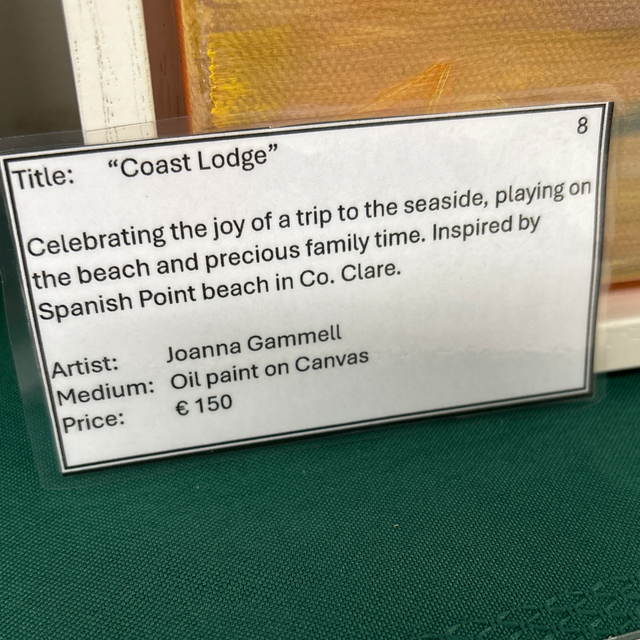 8
Title: “Coast Lodge”
Celebrating the joy of a trip to the seaside, playing on
the beach and precious family time. Inspired by
Spanish Point beach in Co. Clare.
Artist: Joanna Gammell
Medium: Oil paint on Canvas
Price: € 150